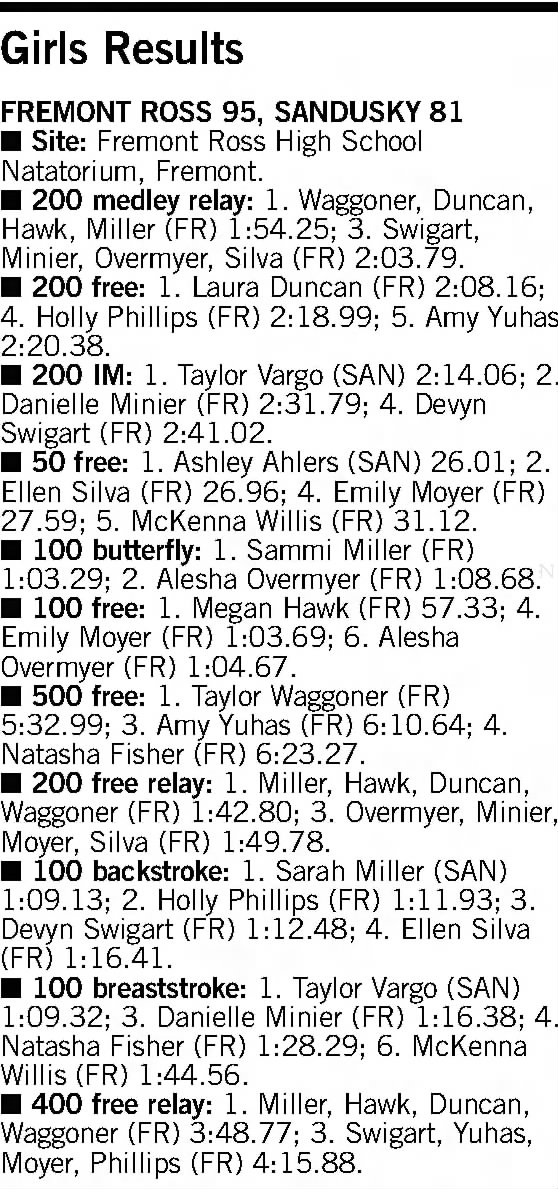 Girls Results
FREMONT ROSS 95, SANDUSKY 81
■ Site: Fremont Ross High School
Natatorium, Fremont.
■ 200 medley relay: 1. Waggoner, Duncan,
Hawk, Miller (FR) 1:54.25; 3. Swigart,
Minier, Overmyer, Silva (FR) 2:03.79.
■ 200 free: 1. Laura Duncan (FR) 2:08.16;
4. Holly Phillips (FR) 2:18.99; 5. Amy Yuhas
2:20.38.
■ 200 IM: 1. Taylor Vargo (SAN) 2:14.06; 2.
Danielle Minier (FR) 2:31.79; 4. Devyn
Swigart (FR) 2:41.02.
■ 50 free: 1. Ashley Ahlers (SAN) 26.01; 2.
Ellen Silva (FR) 26.96; 4. Emily Moyer (FR)
27.59; 5. McKenna Willis (FR) 31.12.
■ 100 butterfly: 1. Sammi Miller (FR)
1:03.29; 2. Alesha Overmyer (FR) 1:08.68.
■ 100 free: 1. Megan Hawk (FR) 57.33; 4.
Emily Moyer (FR) 1:03.69; 6. Alesha
Overmyer (FR) 1:04.67.
■ 500 free: 1. Taylor Waggoner (FR)
5:32.99; 3. Amy Yuhas (FR) 6:10.64; 4.
Natasha Fisher (FR) 6:23.27.
■ 200 free relay: 1. Miller, Hawk, Duncan,
Waggoner (FR) 1:42.80; 3. Overmyer, Minier,
Moyer, Silva (FR) 1:49.78.
■ 100 backstroke: 1. Sarah Miller (SAN)
1:09.13; 2. Holly Phillips (FR) 1:11.93; 3.
Devyn Swigart (FR) 1:12.48; 4. Ellen Silva
(FR) 1:16.41.
■ 100 breaststroke: 1. Taylor Vargo (SAN)
1:09.32; 3. Danielle Minier (FR) 1:16.38; 4.
Natasha Fisher (FR) 1:28.29; 6. McKenna
Willis (FR) 1:44.56.
■ 400 free relay: 1. Miller, Hawk, Duncan,
Waggoner (FR) 3:48.77; 3. Swigart, Yuhas,
Moyer, Phillips (FR) 4:15.88.